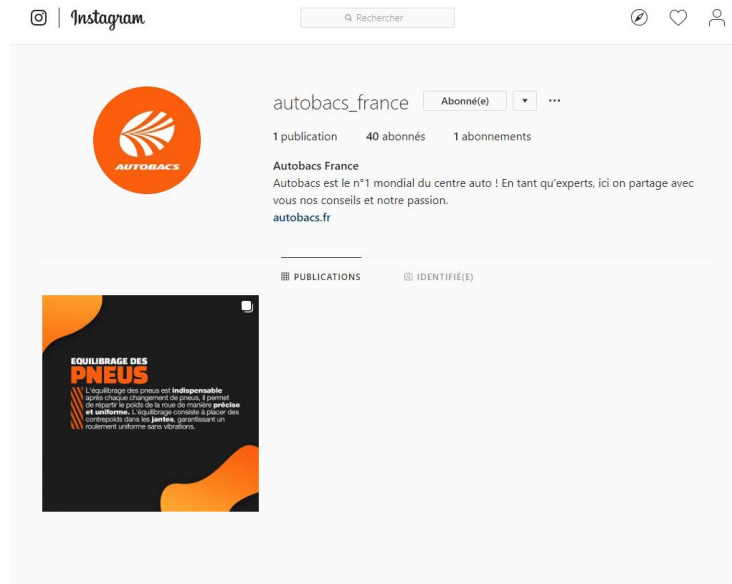 Instagram
Rechercher
AUTOBACS
autobacs_france Abonné(e) ...
1 publication 40 abonnés 1 abonnements
Autobacs France
Autobacs est le n°1 mondial du centre auto ! En tant qu'experts, ici on partage avec
vous nos conseils et notre passion.
autobacs.fr
PUBLICATIONS IDENTIFIÉ(E)
EQUILIBRAGE DES
PNEUS
L'équilibrage des pneus est indispensable
après chaque changement de pneus, il permet
de répartir le poids de la roue de manière précise
et uniforme. L'équilibrage consiste à placer des
contrepoids dans les jantes, garantissant un
roulement uniforme sans vibrations.